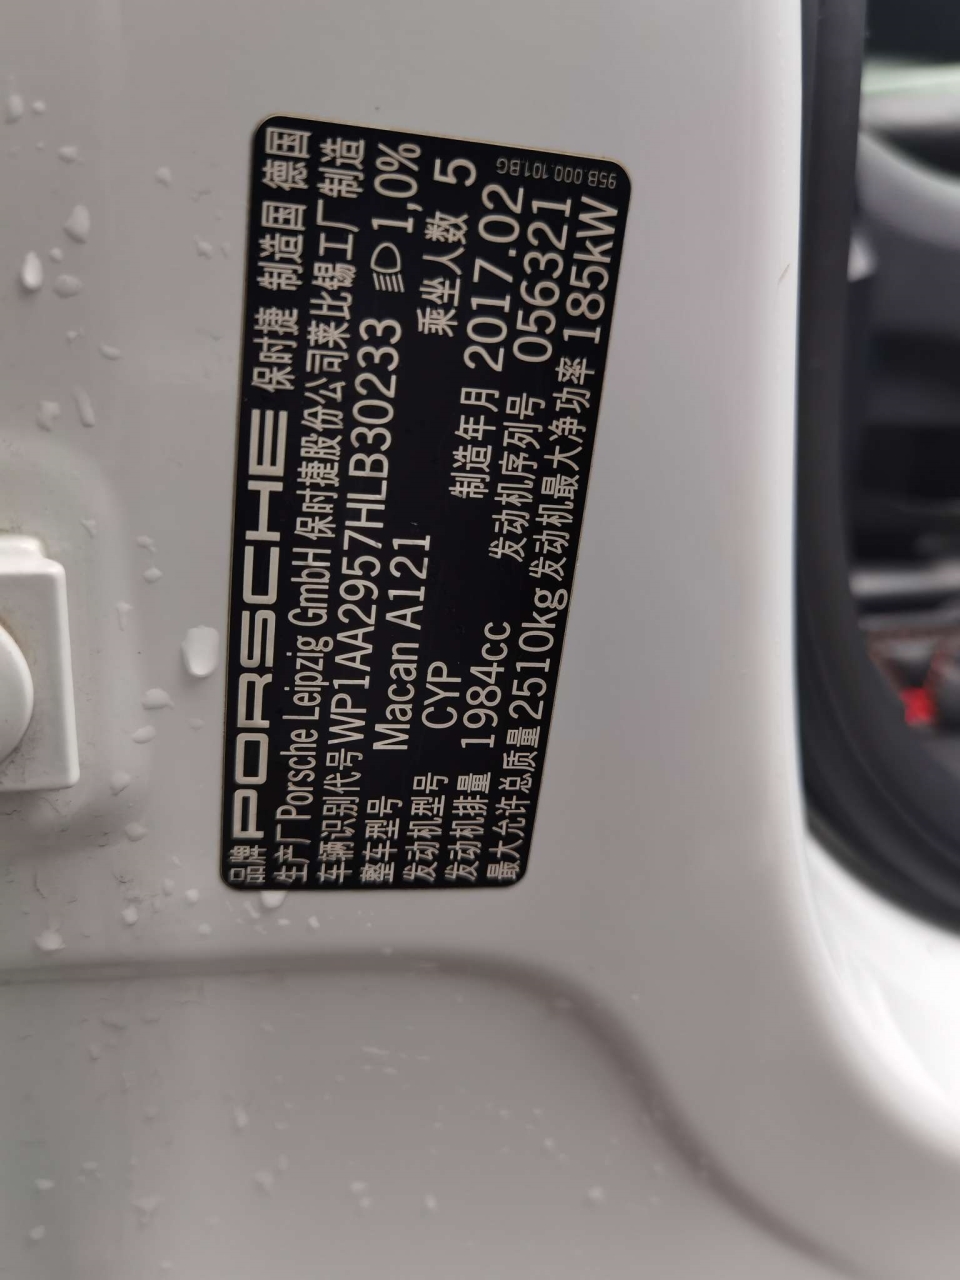 品牌 PORSCHE 保时捷 制造国 德国
生产厂 Porsche Leipzig GmbH 保时捷股份公司莱比锡工厂制造
车辆识别代号 WP1AA2957HLB30233 1,0%
整车型号 Macan A121 乘坐人数 5
发动机型号 CYP 制造年月 2017.02
发动机排量 1984cc 发动机序列号 056321
最大允许总质量 2510kg 发动机最大净功率 185kW
95B.000.101.BG